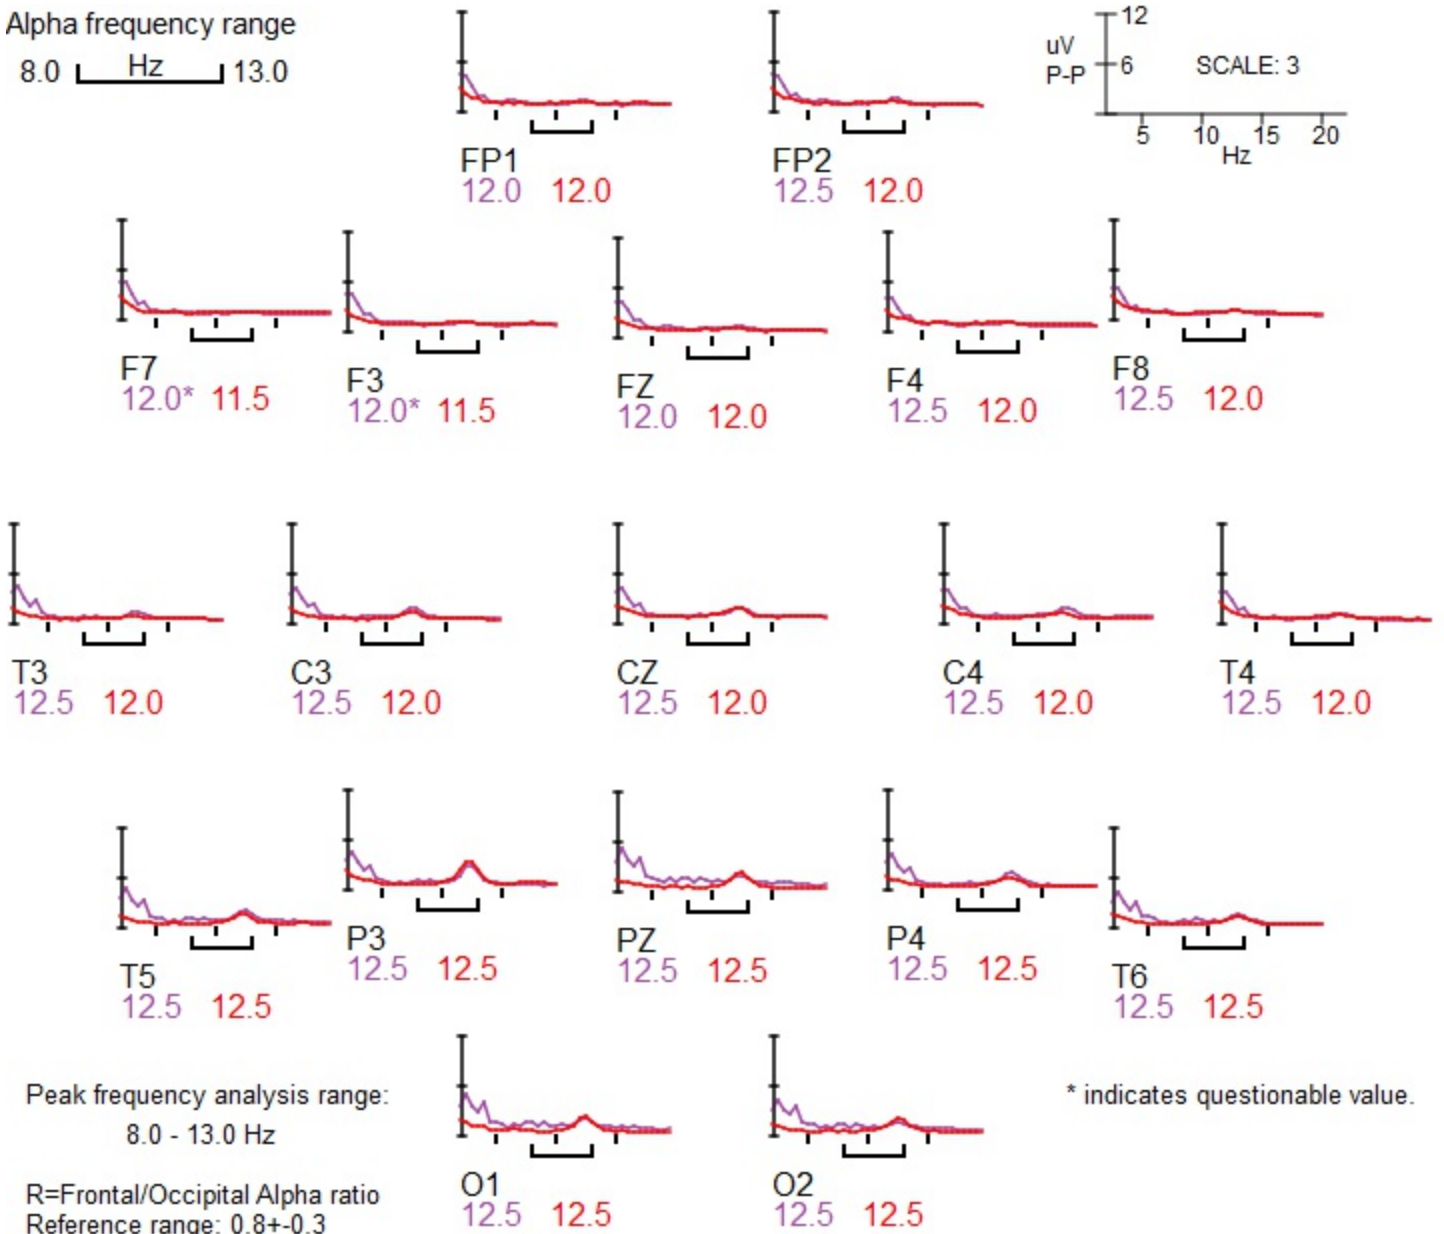 Alpha frequency range
8.0 Hz 13.0
12
uV
P-P
6
SCALE: 3
5 10 15 20
Hz
FP1
12.0 12.0
FP2
12.5 12.0
F7
12.0* 11.5
F3
12.0* 11.5
FZ
12.0 12.0
F4
12.5 12.0
F8
12.5 12.0
T3
12.5 12.0
C3
12.5 12.0
CZ
12.5 12.0
C4
12.5 12.0
T4
12.5 12.0
T5
12.5 12.5
P3
12.5 12.5
PZ
12.5 12.5
P4
12.5 12.5
T6
12.5 12.5
Peak frequency analysis range:
8.0 - 13.0 Hz
* indicates questionable value.
O1
12.5 12.5
O2
12.5 12.5
R=Frontal/Occipital Alpha ratio
Reference range: 0.8+-0.3